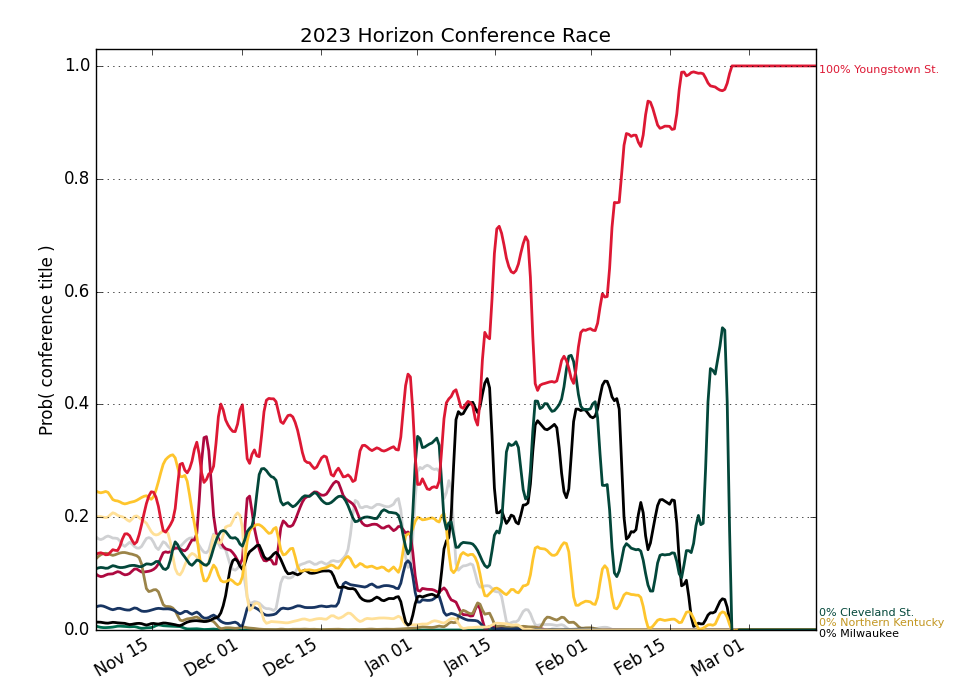 2023 Horizon Conference Race
Prob( conference title )
1.0
0.8
0.6
0.4
0.2
0.0
Nov 15
Dec 01
Dec 15
Jan 01
Jan 15
Feb 01
Feb 15
Mar 01
100% Youngstown St.
0% Cleveland St.
0% Northern Kentucky
0% Milwaukee